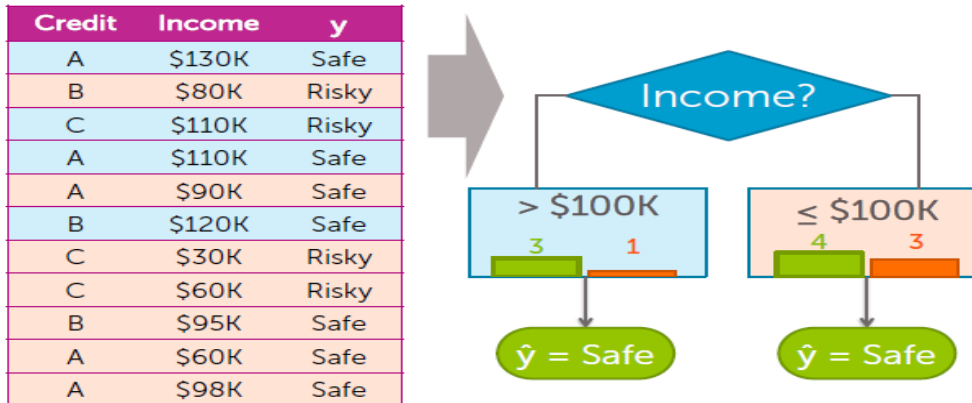 Credit Income y
A $130K Safe
B $80K Risky
C $110K Risky
A $110K Safe
A $90K Safe
B $120K Safe
C $30K Risky
C $60K Risky
B $95K Safe
A $60K Safe
A $98K Safe
Income?
> $100K
3 1
ŷ = Safe
≤ $100K
4 3
ŷ = Safe